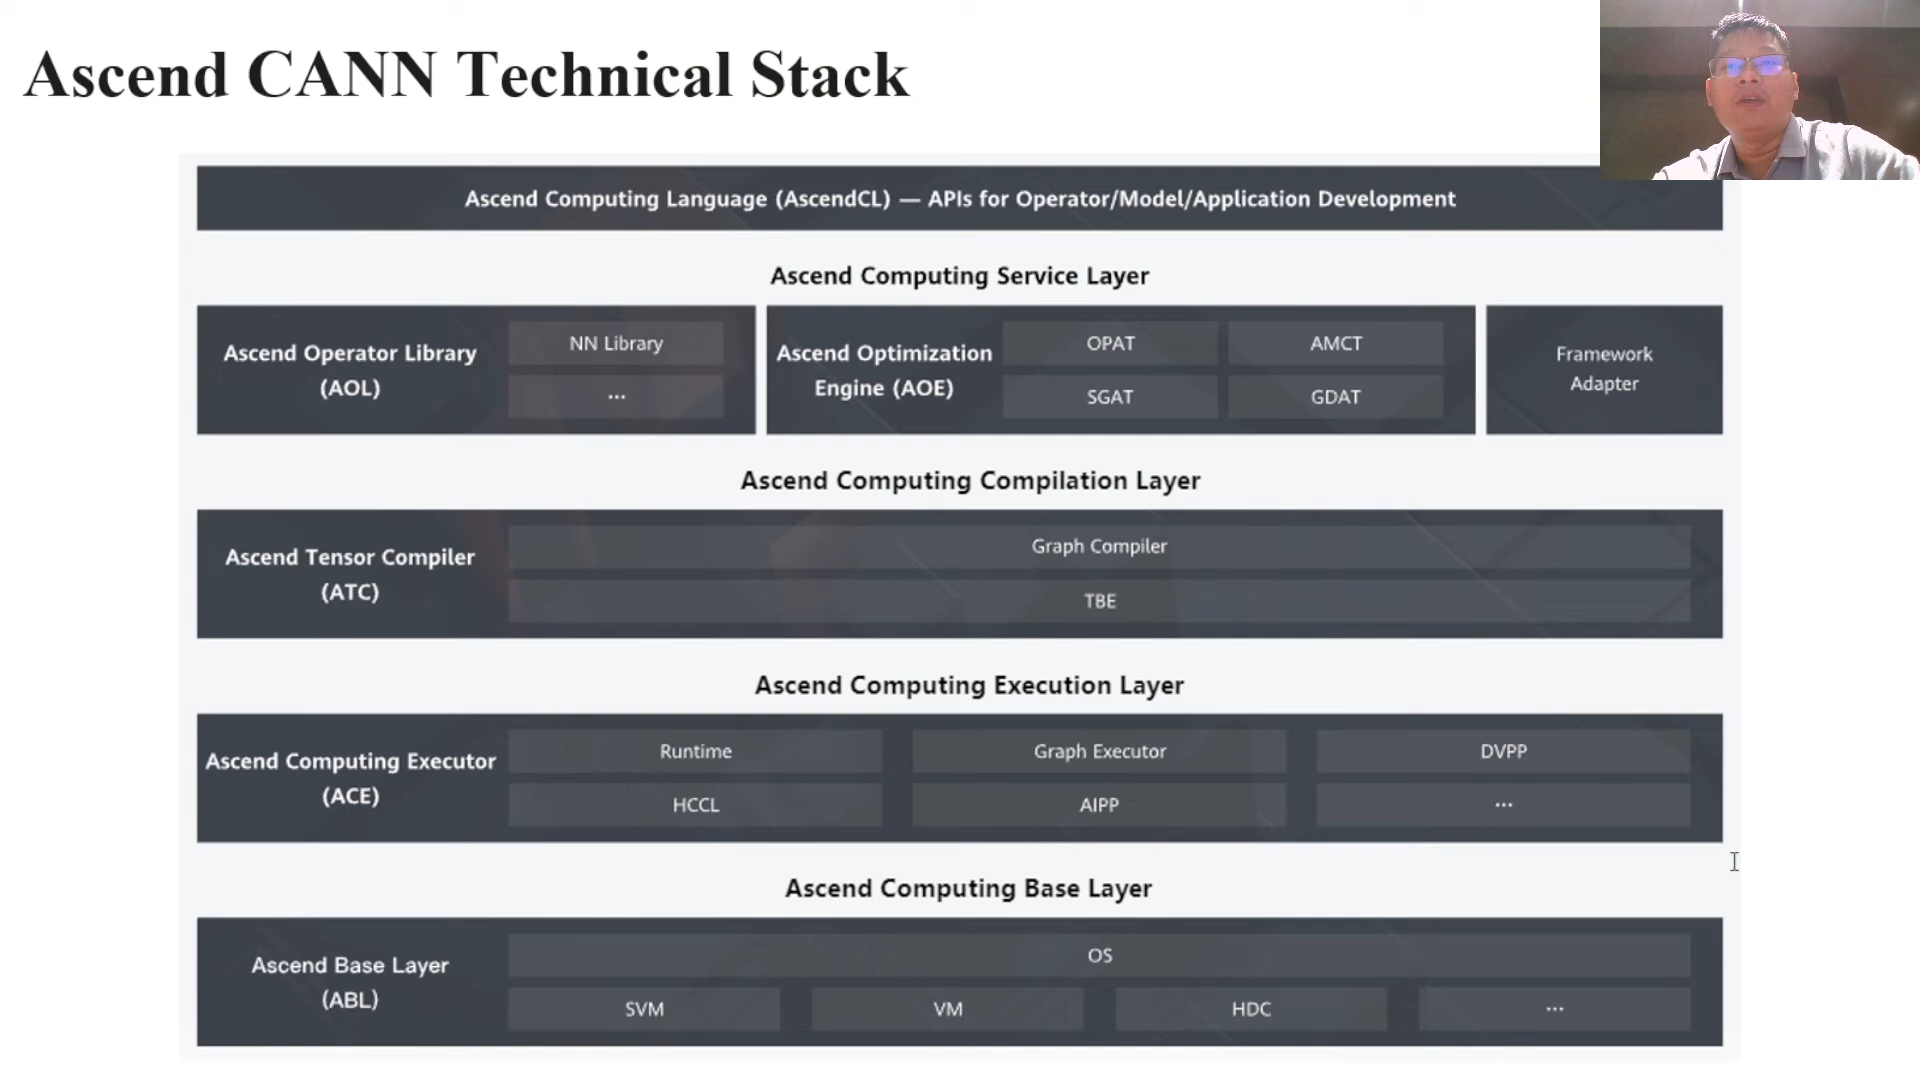 Ascend CANN Technical Stack
Ascend Computing Language (AscendCL) — APIs for Operator/Model/Application Development
Ascend Computing Service Layer
Ascend Operator Library
(AOL)
NN Library
...
Ascend Optimization
Engine (AOE)
OPAT
AMCT
SGAT
GDAT
Framework
Adapter
Ascend Computing Compilation Layer
Ascend Tensor Compiler
(ATC)
Graph Compiler
TBE
Ascend Computing Execution Layer
Ascend Computing Executor
(ACE)
Runtime
Graph Executor
DVPP
HCCL
AIPP
...
Ascend Computing Base Layer
Ascend Base Layer
(ABL)
OS
SVM
VM
HDC
...